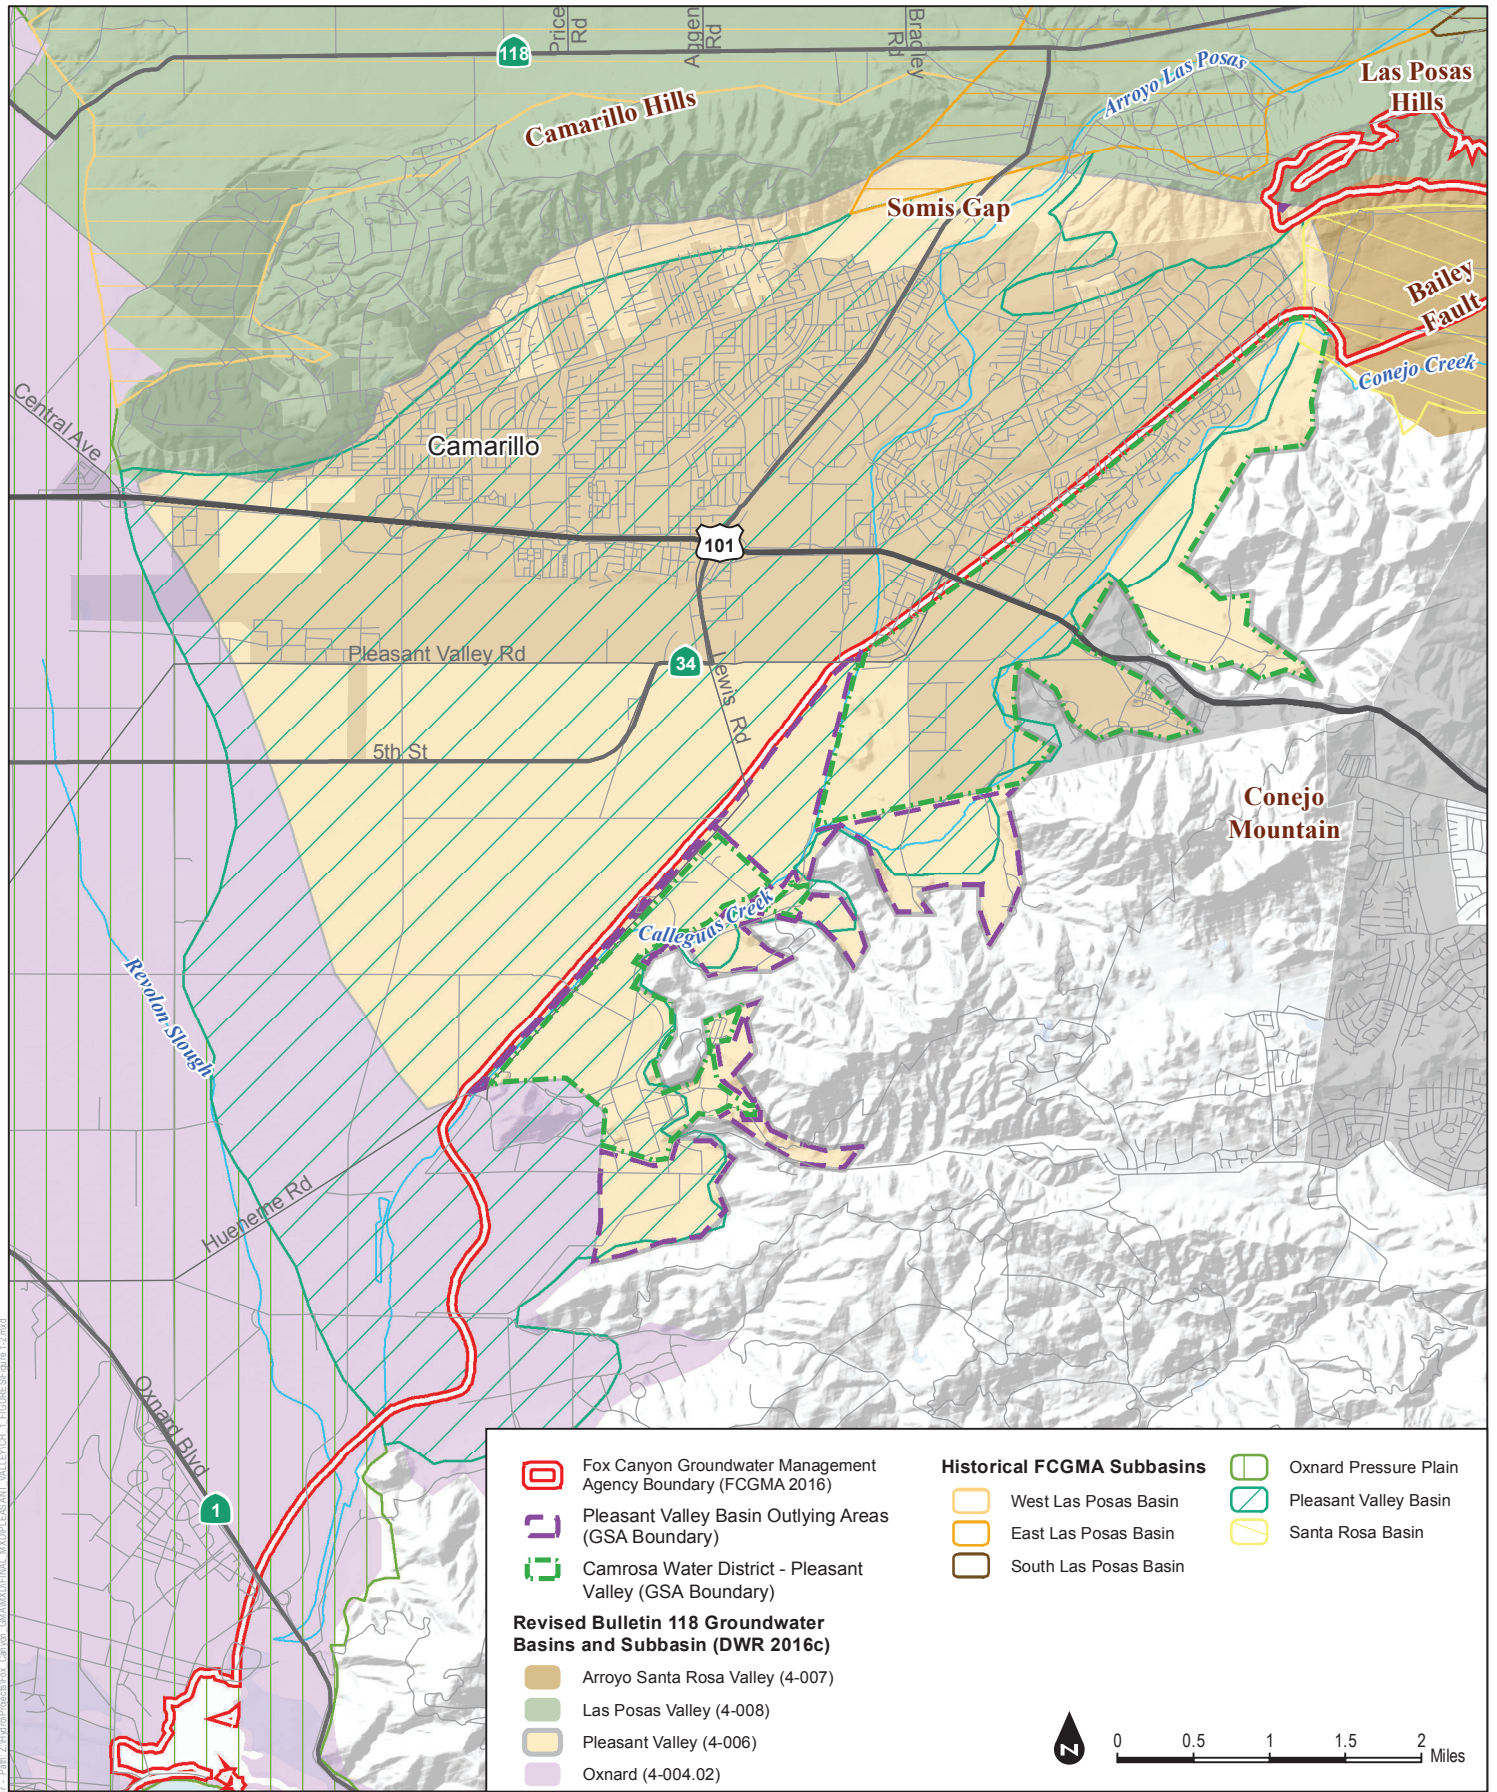 Price
Rd
Aggen
Rd
Bradley
Rd
118
Arroyo Las Posas
Las Posas
Hills
Camarillo Hills
Somis Gap
Bailey
Fault
Conejo Creek
Central Ave
Camarillo
101
Pleasant Valley Rd
34
Lewis Rd
5th St
Conejo
Mountain
Calleguas Creek
Revolon Slough
Hueneme Rd
Oxnard Blvd
1
Fox Canyon Groundwater Management
Agency Boundary (FCGMA 2016)
Pleasant Valley Basin Outlying Areas
(GSA Boundary)
Camrosa Water District - Pleasant
Valley (GSA Boundary)
Revised Bulletin 118 Groundwater
Basins and Subbasin (DWR 2016c)
Arroyo Santa Rosa Valley (4-007)
Las Posas Valley (4-008)
Pleasant Valley (4-006)
Oxnard (4-004.02)
Historical FCGMA Subbasins
West Las Posas Basin
East Las Posas Basin
South Las Posas Basin
Oxnard Pressure Plain
Pleasant Valley Basin
Santa Rosa Basin
N
0 0.5 1 1.5 2
Miles